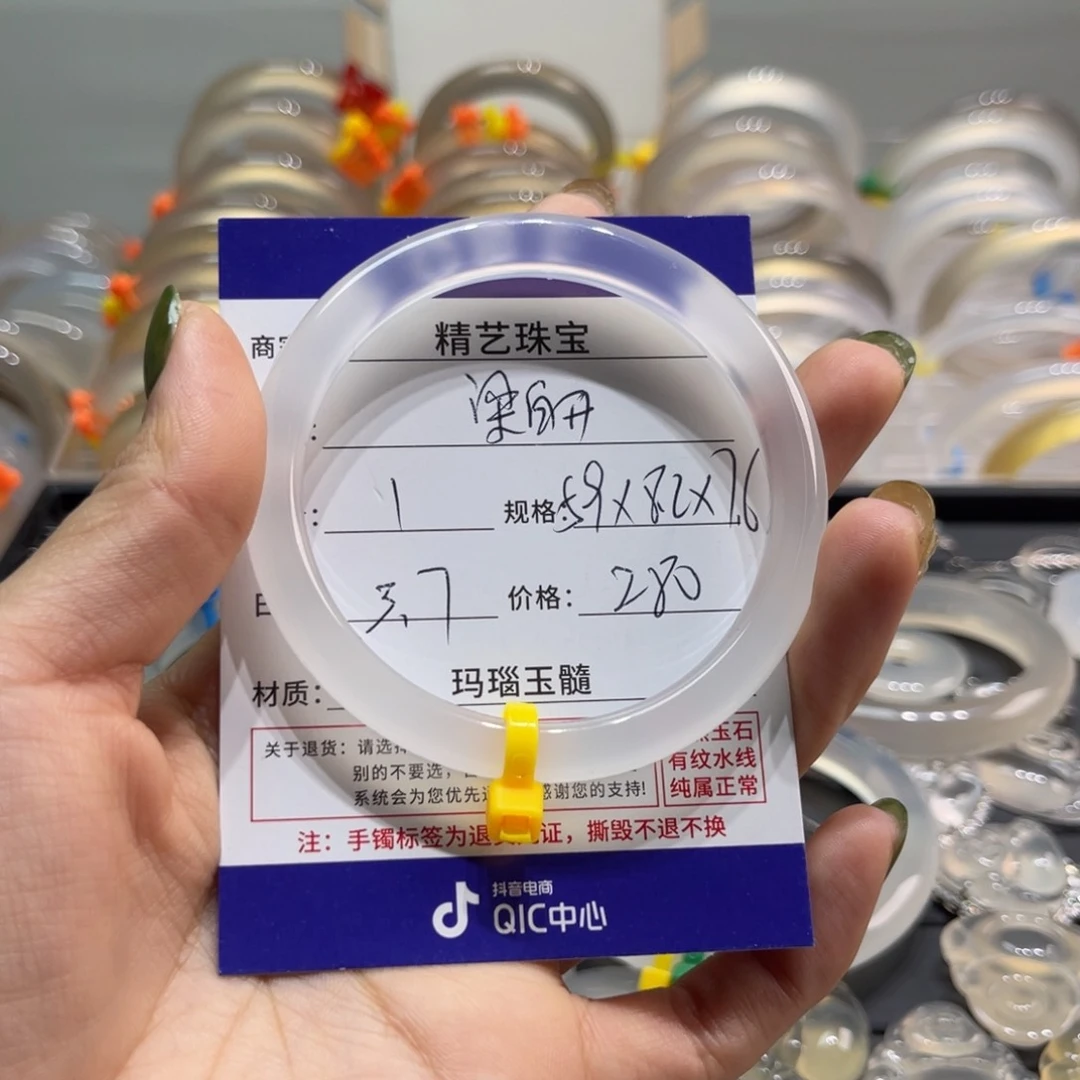 商 精艺珠宝
:
: 1 规格: 59X8.2X7.6
日 3.7 价格: 280
材质: 玛瑙玉髓
关于退货: 请选择
别的不要选,
系统会为您优先 感谢您的支持!
玉石
有纹水线
纯属正常
注: 手镯标签为退 证, 撕毁不退不换
抖音电商
QIC中心